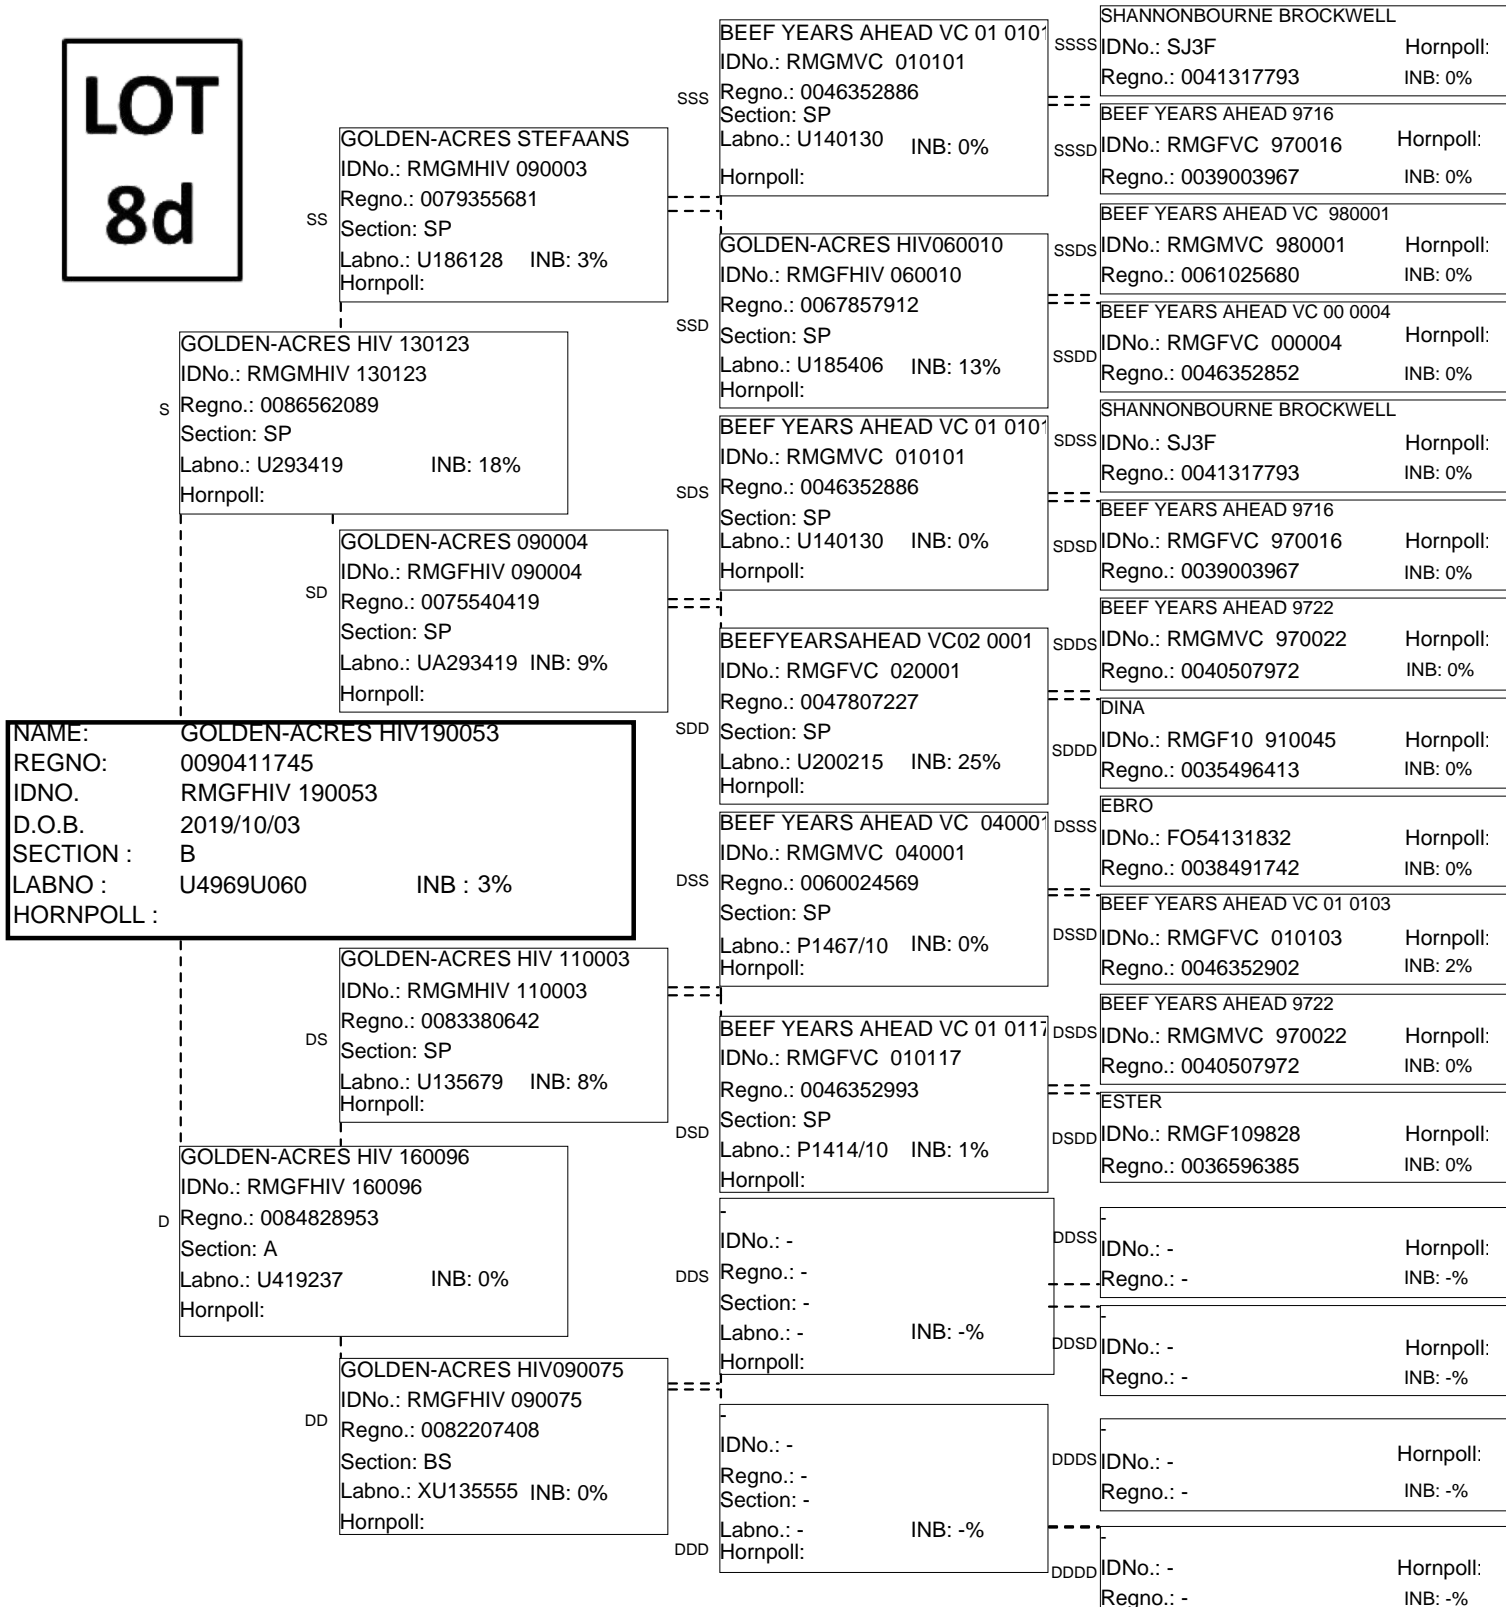 LOT
8d
NAME: GOLDEN-ACRES HIV190053
REGNO: 0090411745
IDNO. RMGFHIV 190053
D.O.B. 2019/10/03
SECTION : B
LABNO : U4969U060 INB : 3%
HORNPOLL :
S
GOLDEN-ACRES HIV 130123
IDNo.: RMGMHIV 130123
Regno.: 0086562089
Section: SP
Labno.: U293419 INB: 18%
Hornpoll:
D
GOLDEN-ACRES HIV 160096
IDNo.: RMGFHIV 160096
Regno.: 0084828953
Section: A
Labno.: U419237 INB: 0%
Hornpoll:
SS
GOLDEN-ACRES STEFAANS
IDNo.: RMGMHIV 090003
Regno.: 0079355681
Section: SP
Labno.: U186128 INB: 3%
Hornpoll:
SD
GOLDEN-ACRES 090004
IDNo.: RMGFHIV 090004
Regno.: 0075540419
Section: SP
Labno.: UA293419 INB: 9%
Hornpoll:
DS
GOLDEN-ACRES HIV 110003
IDNo.: RMGMHIV 110003
Regno.: 0083380642
Section: SP
Labno.: U135679 INB: 8%
Hornpoll:
DD
GOLDEN-ACRES HIV090075
IDNo.: RMGFHIV 090075
Regno.: 0082207408
Section: BS
Labno.: XU135555 INB: 0%
Hornpoll:
SSS
BEEF YEARS AHEAD VC 01 0101
IDNo.: RMGMVC 010101
Regno.: 0046352886
Section: SP
Labno.: U140130 INB: 0%
Hornpoll:
SSD
GOLDEN-ACRES HIV060010
IDNo.: RMGFHIV 060010
Regno.: 0067857912
Section: SP
Labno.: U185406 INB: 13%
Hornpoll:
SDS
BEEF YEARS AHEAD VC 01 0101
IDNo.: RMGMVC 010101
Regno.: 0046352886
Section: SP
Labno.: U140130 INB: 0%
Hornpoll:
SDD
BEEFYEARSAHEAD VC02 0001
IDNo.: RMGFVC 020001
Regno.: 0047807227
Section: SP
Labno.: U200215 INB: 25%
Hornpoll:
DSS
BEEF YEARS AHEAD VC 040001
IDNo.: RMGMVC 040001
Regno.: 0060024569
Section: SP
Labno.: P1467/10 INB: 0%
Hornpoll:
DSD
BEEF YEARS AHEAD VC 01 0117
IDNo.: RMGFVC 010117
Regno.: 0046352993
Section: SP
Labno.: P1414/10 INB: 1%
Hornpoll:
DDS
-
IDNo.: -
Regno.: -
Section: -
Labno.: - INB: -%
Hornpoll:
DDD
-
IDNo.: -
Regno.: -
Section: -
Labno.: - INB: -%
Hornpoll:
SHANNONBOURNE BROCKWELL
SSSS IDNo.: SJ3F Hornpoll:
Regno.: 0041317793 INB: 0%
BEEF YEARS AHEAD 9716
SSSD IDNo.: RMGFVC 970016 Hornpoll:
Regno.: 0039003967 INB: 0%
BEEF YEARS AHEAD VC 980001
SSDS IDNo.: RMGMVC 980001 Hornpoll:
Regno.: 0061025680 INB: 0%
BEEF YEARS AHEAD VC 00 0004
SSDD IDNo.: RMGFVC 000004 Hornpoll:
Regno.: 0046352852 INB: 0%
SHANNONBOURNE BROCKWELL
SDSS IDNo.: SJ3F Hornpoll:
Regno.: 0041317793 INB: 0%
BEEF YEARS AHEAD 9716
SDSD IDNo.: RMGFVC 970016 Hornpoll:
Regno.: 0039003967 INB: 0%
BEEF YEARS AHEAD 9722
SDDS IDNo.: RMGMVC 970022 Hornpoll:
Regno.: 0040507972 INB: 0%
DINA
SDDD IDNo.: RMGF10 910045 Hornpoll:
Regno.: 0035496413 INB: 0%
EBRO
DSSS IDNo.: FO54131832 Hornpoll:
Regno.: 0038491742 INB: 0%
BEEF YEARS AHEAD VC 01 0103
DSSD IDNo.: RMGFVC 010103 Hornpoll:
Regno.: 0046352902 INB: 2%
BEEF YEARS AHEAD 9722
DSDS IDNo.: RMGMVC 970022 Hornpoll:
Regno.: 0040507972 INB: 0%
ESTER
DSDD IDNo.: RMGF109828 Hornpoll:
Regno.: 0036596385 INB: 0%
-
DDSS IDNo.: - Hornpoll:
Regno.: - INB: -%
-
DDSD IDNo.: - Hornpoll:
Regno.: - INB: -%
-
DDDS IDNo.: - Hornpoll:
Regno.: - INB: -%
-
DDDD IDNo.: - Hornpoll:
Regno.: - INB: -%